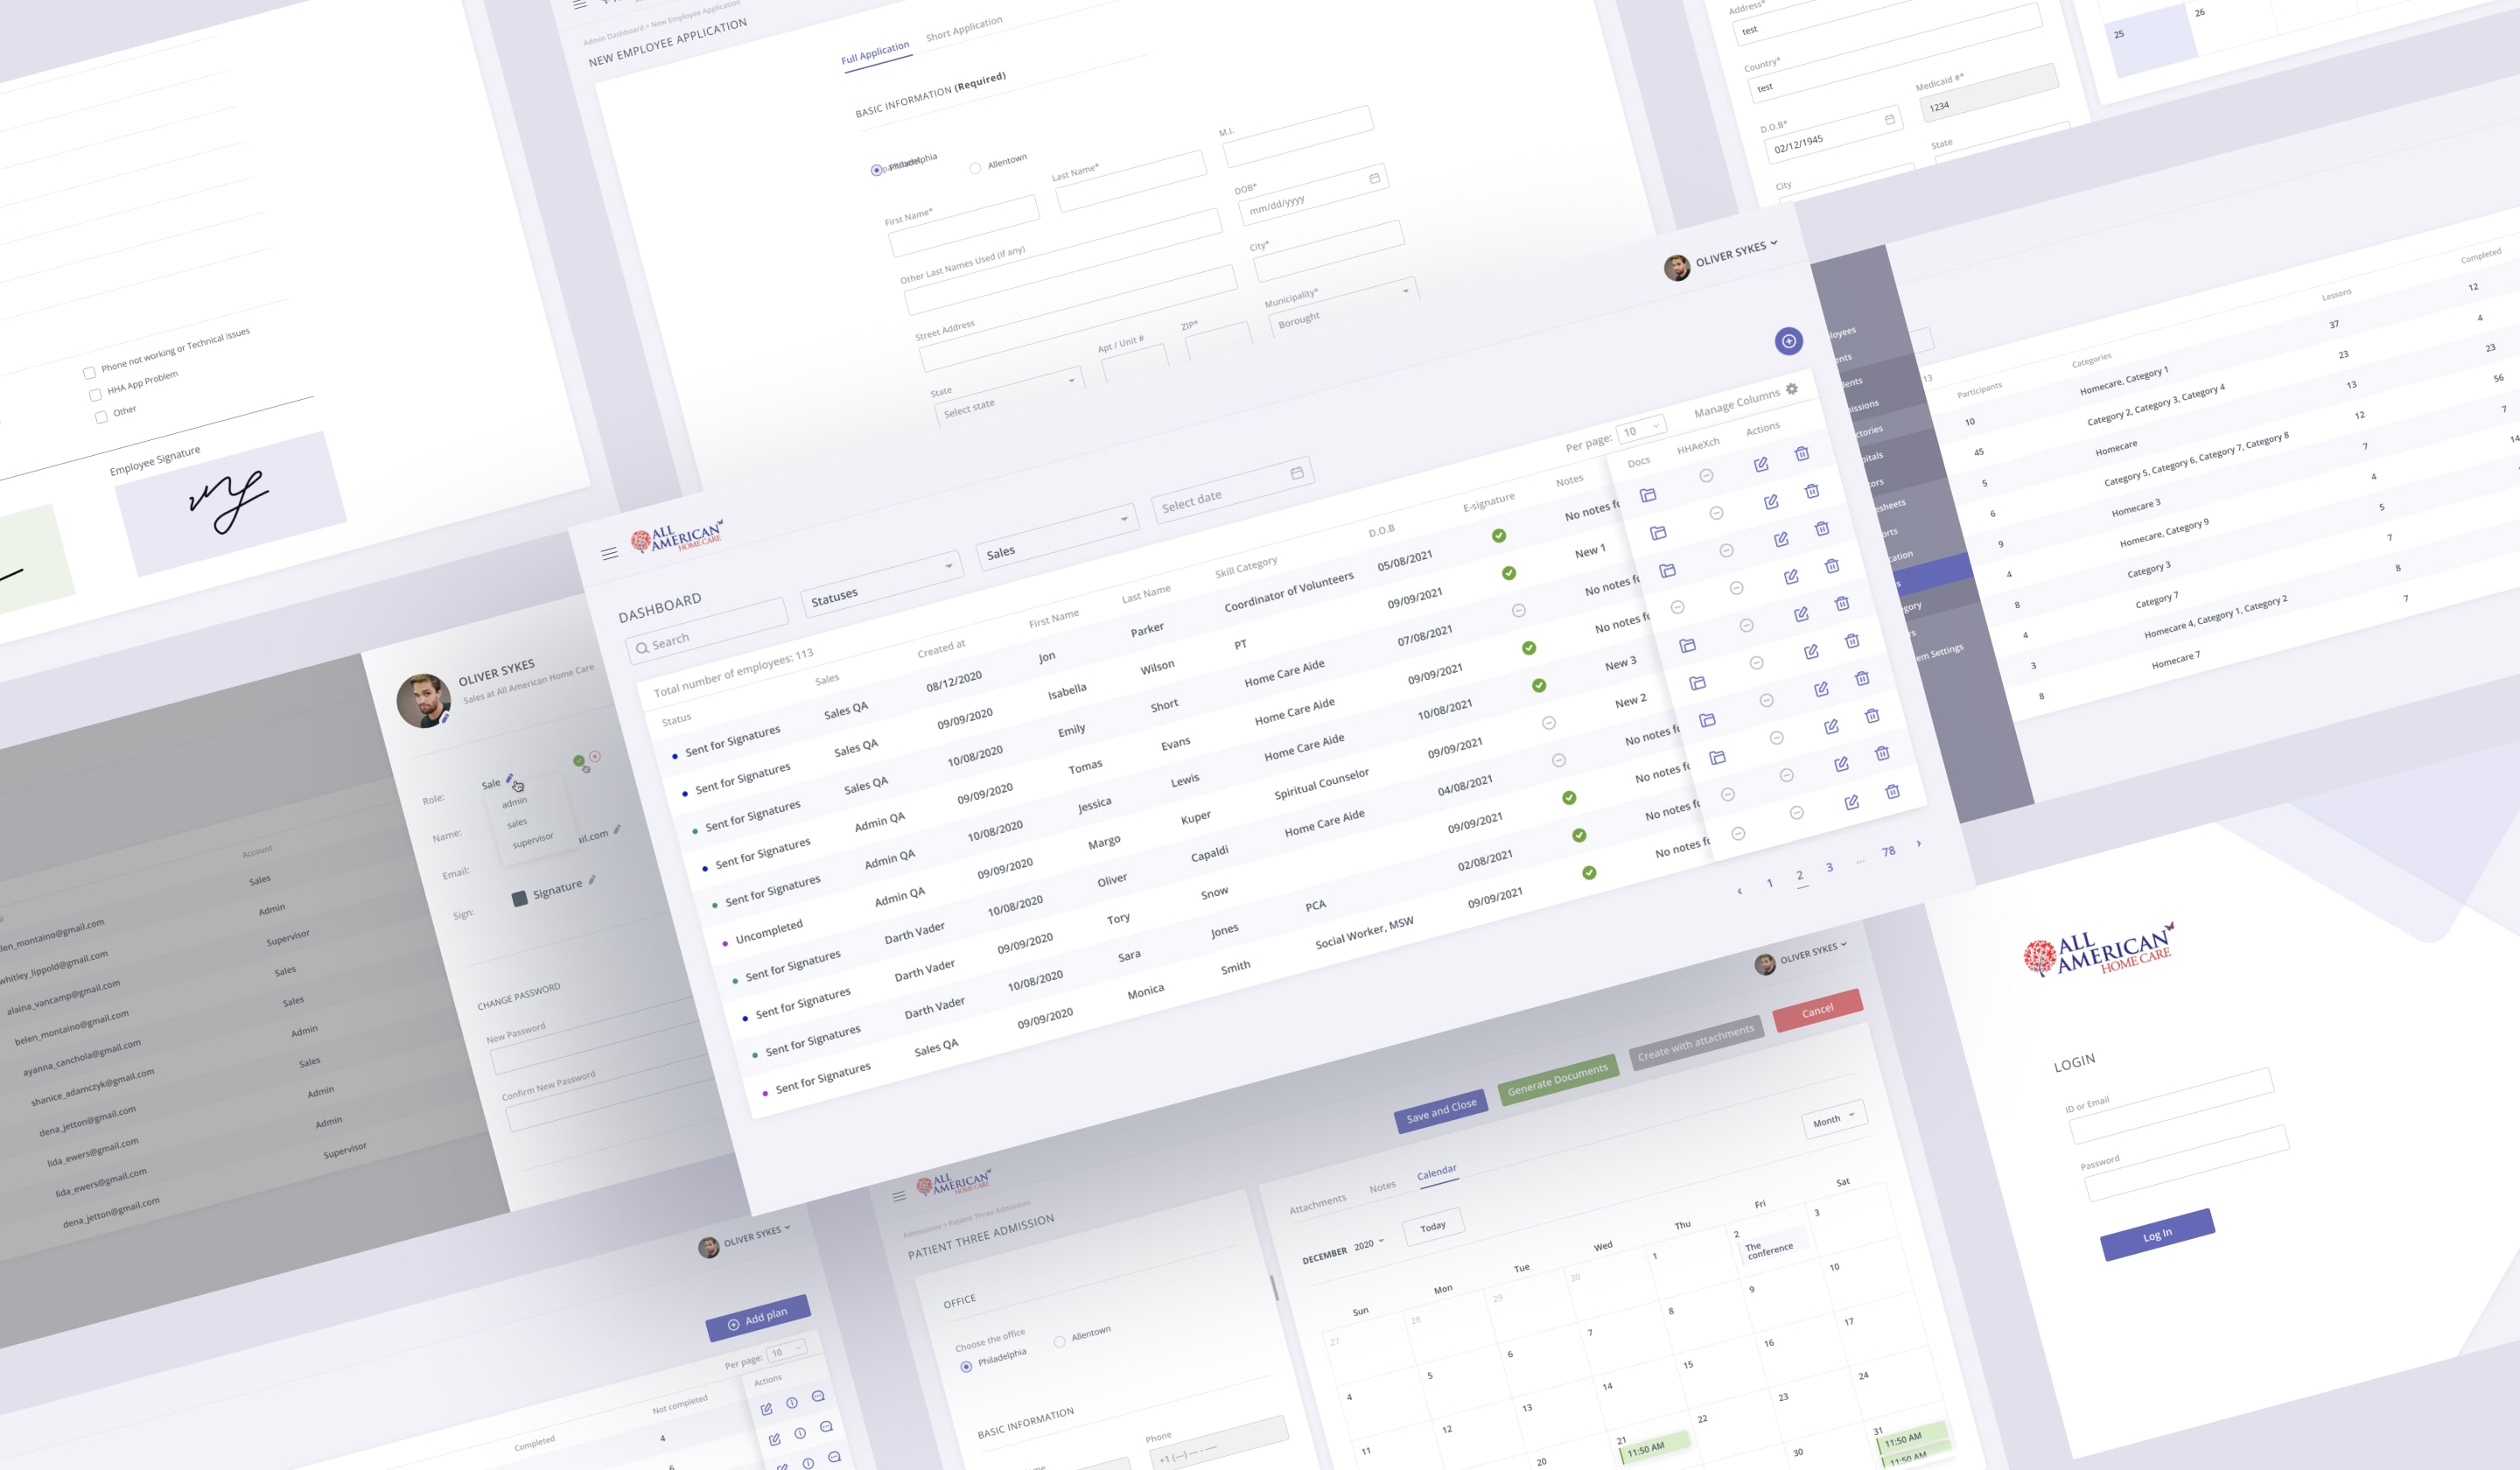 Phone not working or Technical issues
HHA App Problem
Other
Employee Signature
Admin Dashboard > New Employee Application
NEW EMPLOYEE APPLICATION
Full Application
Short Application
BASIC INFORMATION (Required)
Philadelphia
Allentown
First Name*
Last Name*
M.I.
Other Last Names Used (if any)
DOB*
mm/dd/yyyy
Street Address
City*
State
Select state
Apt / Unit #
ZIP*
Municipality*
Borought
Address*
test
Country*
test
D.O.B*
02/12/1945
Medicaid #*
1234
City
State
25
26
Participants
Categories
Lessons
Completed
10
Homecare, Category 1
37
12
45
Category 2, Category 3, Category 4
23
4
5
Homecare
13
23
6
Category 5, Category 6, Category 7, Category 8
12
56
9
Homecare 3
7
7
4
Homecare, Category 9
4
14
8
Category 3
5
4
Category 7
7
3
Homecare 4, Category 1, Category 2
8
8
Homecare 7
7
13
em Settings
OLIVER SYKES
ALL
AMERICAN
HOME CARE
DASHBOARD
Search
Statuses
Sales
Select date
Per page: 10
Manage Columns
Total number of employees: 113
Status
Sales
Created at
First Name
Last Name
Skill Category
D.O.B
E-signature
Notes
Docs
HHAeXch
Actions
Sent for Signatures
Sales QA
08/12/2020
Jon
Parker
Coordinator of Volunteers
05/08/2021
No notes fo
Sent for Signatures
Sales QA
09/09/2020
Isabella
Wilson
PT
09/09/2021
New 1
Sent for Signatures
Sales QA
10/08/2020
Emily
Short
Home Care Aide
07/08/2021
No notes fo
Sent for Signatures
Admin QA
09/09/2020
Tomas
Evans
Home Care Aide
09/09/2021
No notes fo
Sent for Signatures
Admin QA
10/08/2020
Jessica
Lewis
Home Care Aide
10/08/2021
New 3
Uncompleted
Admin QA
09/09/2020
Margo
Kuper
Spiritual Counselor
09/09/2021
New 2
Sent for Signatures
Darth Vader
10/08/2020
Oliver
Capaldi
Home Care Aide
04/08/2021
No notes fo
Sent for Signatures
Darth Vader
09/09/2020
Tory
Snow
09/09/2021
No notes fo
Sent for Signatures
Darth Vader
10/08/2020
Sara
Jones
PCA
02/08/2021
No notes fo
Sent for Signatures
Sales QA
09/09/2020
Monica
Smith
Social Worker, MSW
09/09/2021
No notes fo
‹ 1 2 3 ... 78 ›
OLIVER SYKES
Sales at All American Home Care
Role:
Sale
admin
sales
supervisor
Name:
Email:
il.com
Sign:
Signature
CHANGE PASSWORD
New Password
Confirm New Password
Account
len_montaino@gmail.com
Sales
whitley_lippold@gmail.com
Admin
alaina_vancamp@gmail.com
Supervisor
belen_montaino@gmail.com
Sales
ayanna_canchola@gmail.com
Sales
shanice_adamczyk@gmail.com
Admin
dena_jetton@gmail.com
Sales
lida_ewers@gmail.com
Admin
lida_ewers@gmail.com
Admin
dena_jetton@gmail.com
Supervisor
OLIVER SYKES
Add plan
Per page: 10
Completed
Not completed
Actions
4
6
ALL
AMERICAN
HOME CARE
OLIVER SYKES
Admissions > Patient Three Admission
PATIENT THREE ADMISSION
Save and Close
Generate Documents
Create with attachments
Cancel
OFFICE
Choose the office
Philadelphia
Allentown
BASIC INFORMATION
Phone
+1 (---) --- - ----
Attachments
Notes
Calendar
Month
DECEMBER 2020
Today
Sun
Mon
Tue
Wed
Thu
Fri
Sat
27
28
29
30
1
2
The
conference
3
4
5
6
7
8
9
10
11
12
13
14
15
16
17
20
21
11:50 AM
22
23
24
30
31
11:50 AM
11:50 AM
ALL
AMERICAN
HOME CARE
LOGIN
ID or Email
Password
Log In